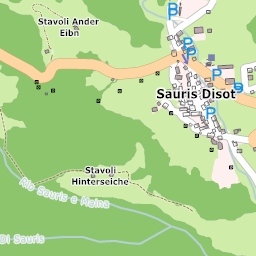 Stavoli Ander
Eibn
Sauris Disot
Stavoli
Hinterseiche
Rio Sauris e Maina
Di Sauris